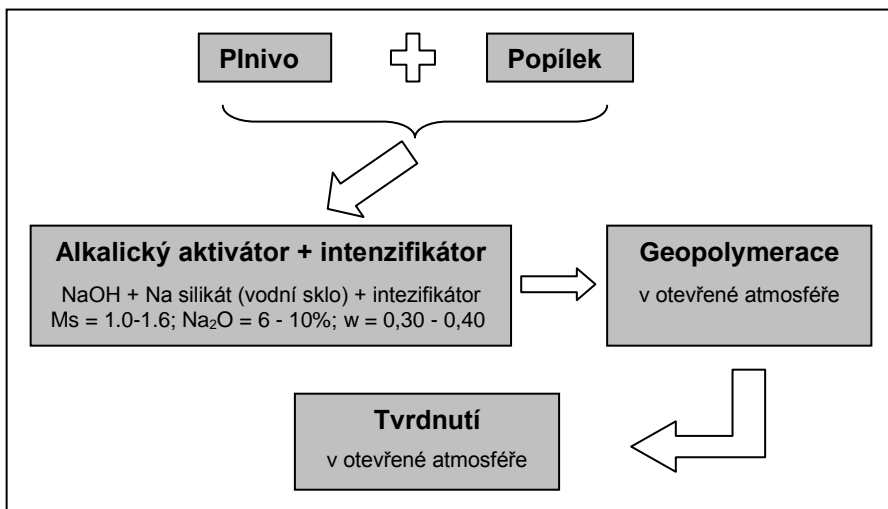 Plnivo
Popílek
Alkalický aktivátor + intenzifikátor
NaOH + Na silikát (vodní sklo) + intezifikátor
Ms = 1.0-1.6; Na₂O = 6 - 10%; w = 0,30 - 0,40
Geopolymerace
v otevřené atmosféře
Tvrdnutí
v otevřené atmosféře